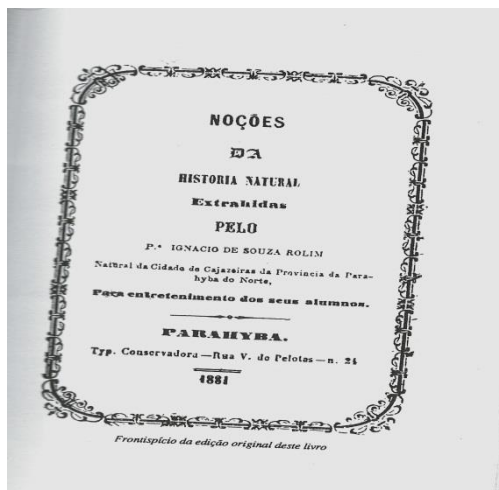 NOÇÕES
DA
HISTORIA NATURAL
Extrahidas
PELO
P.e IGNACIO DE SOUZA ROLIM
Natural da Cidade de Cajazeiras da Provincia da Para-
hyba do Norte,
Para entretenimento dos seus alumnos.
PARAHYBA.
Typ. Conservadora—Rua V. de Pelotas—n. 24
1881
Frontispício da edição original deste livro